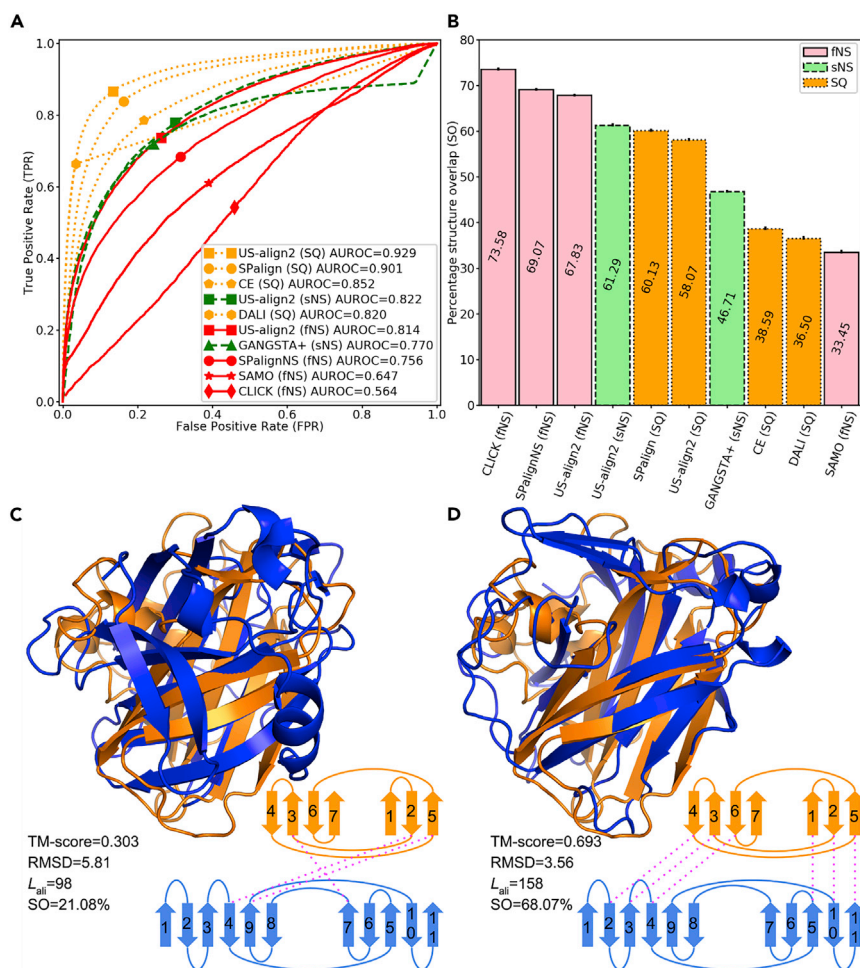 A
B
1.0
0.8
0.6
0.4
0.2
0.0
True Positive Rate (TPR)
US-align2 (SQ) AUROC=0.929
SPalign (SQ) AUROC=0.901
CE (SQ) AUROC=0.852
US-align2 (sNS) AUROC=0.822
DALI (SQ) AUROC=0.820
US-align2 (fNS) AUROC=0.814
GANGSTA+ (sNS) AUROC=0.770
SPalignNS (fNS) AUROC=0.756
SAMO (fNS) AUROC=0.647
CLICK (fNS) AUROC=0.564
0.0 0.2 0.4 0.6 0.8 1.0
False Positive Rate (FPR)
80
70
60
50
40
30
20
10
0
Percentage structure overlap (SO)
fNS
sNS
SQ
73.58
69.07
67.83
61.29
60.13
58.07
46.71
38.59
36.50
33.45
CLICK (fNS)
SPalignNS (fNS)
US-align2 (fNS)
US-align2 (sNS)
SPalign (SQ)
US-align2 (SQ)
GANGSTA+ (sNS)
CE (SQ)
DALI (SQ)
SAMO (fNS)
C
TM-score=0.303
RMSD=5.81
Lali=98
SO=21.08%
4 3 6 7 1 2 5
1 2 3 4 9 8 7 6 5 10 11
D
TM-score=0.693
RMSD=3.56
Lali=158
SO=68.07%
4 3 6 7 1 2 5
1 2 3 4 9 8 7 6 5 10 11